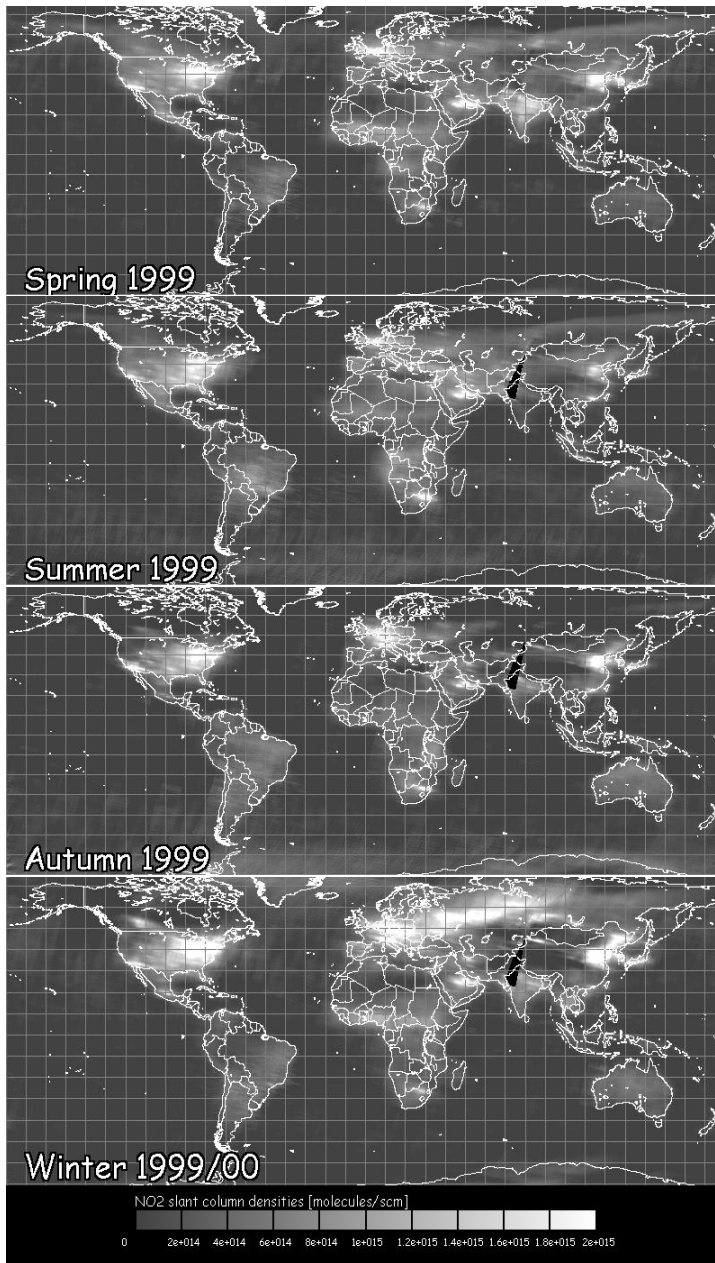 Spring 1999
Summer 1999
Autumn 1999
Winter 1999/00
NO2 slant column densities [molecules/scm]
0 2e+014 4e+014 6e+014 8e+014 1e+015 1.2e+015 1.4e+015 1.6e+015 1.8e+015 2e+015